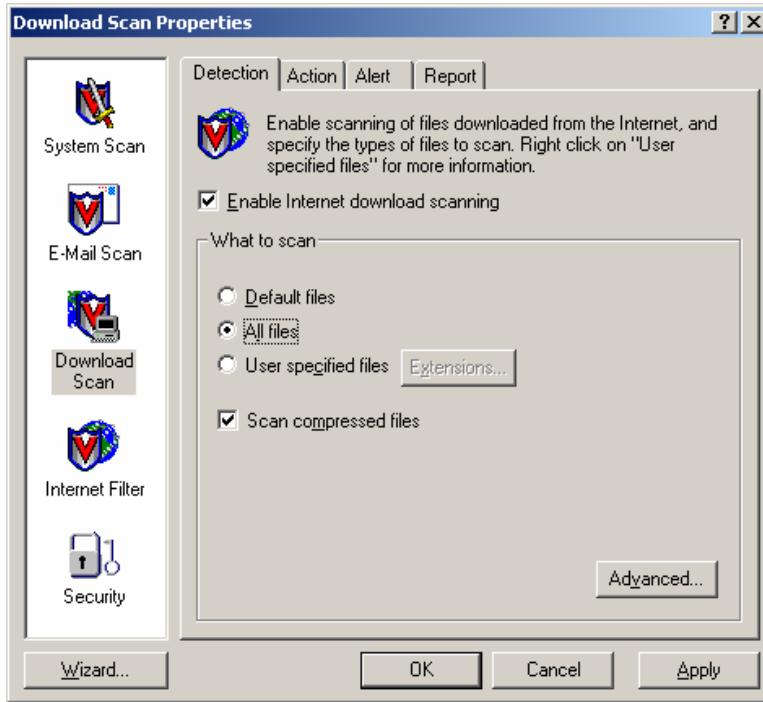 Download Scan Properties
System Scan
E-Mail Scan
Download
Scan
Internet Filter
Security
Detection Action Alert Report
Enable scanning of files downloaded from the Internet, and
specify the types of files to scan. Right click on "User
specified files" for more information.
Enable Internet download scanning
What to scan
Default files
All files
User specified files Extensions...
Scan compressed files
Advanced...
Wizard... OK Cancel Apply